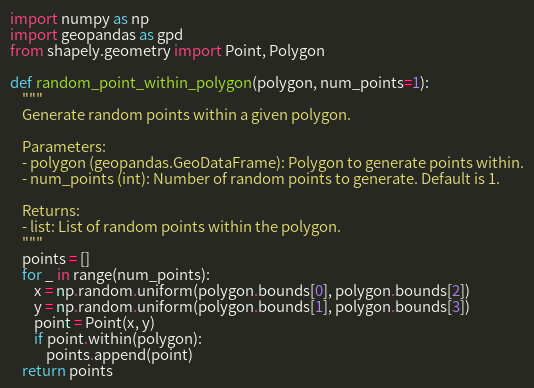 import numpy as np
import geopandas as gpd
from shapely.geometry import Point, Polygon

def random_point_within_polygon(polygon, num_points=1):
    """
    Generate random points within a given polygon.

    Parameters:
    - polygon (geopandas.GeoDataFrame): Polygon to generate points within.
    - num_points (int): Number of random points to generate. Default is 1.

    Returns:
    - list: List of random points within the polygon.
    """
    points = []
    for _ in range(num_points):
        x = np.random.uniform(polygon.bounds[0], polygon.bounds[2])
        y = np.random.uniform(polygon.bounds[1], polygon.bounds[3])
        point = Point(x, y)
        if point.within(polygon):
            points.append(point)
    return points